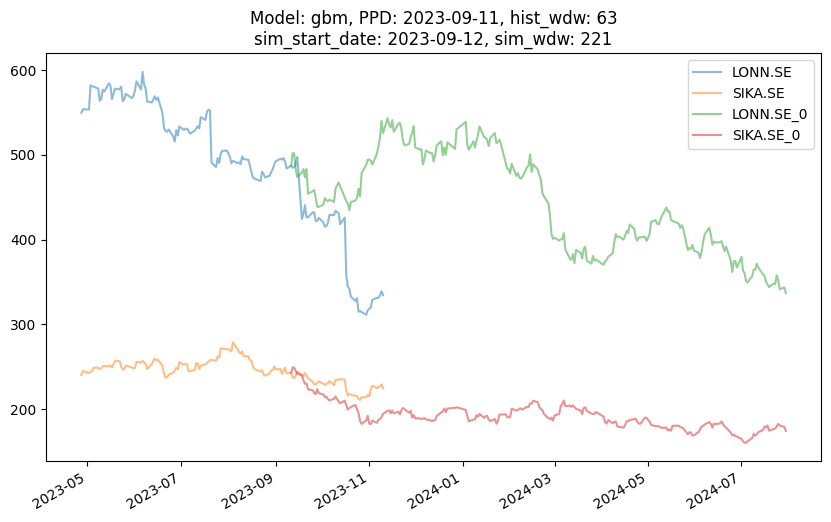 Model: gbm, PPD: 2023-09-11, hist_wdw: 63
sim_start_date: 2023-09-12, sim_wdw: 221
LONN.SE
SIKA.SE
LONN.SE_0
SIKA.SE_0
600
500
400
300
200
2023-05
2023-07
2023-09
2023-11
2024-01
2024-03
2024-05
2024-07